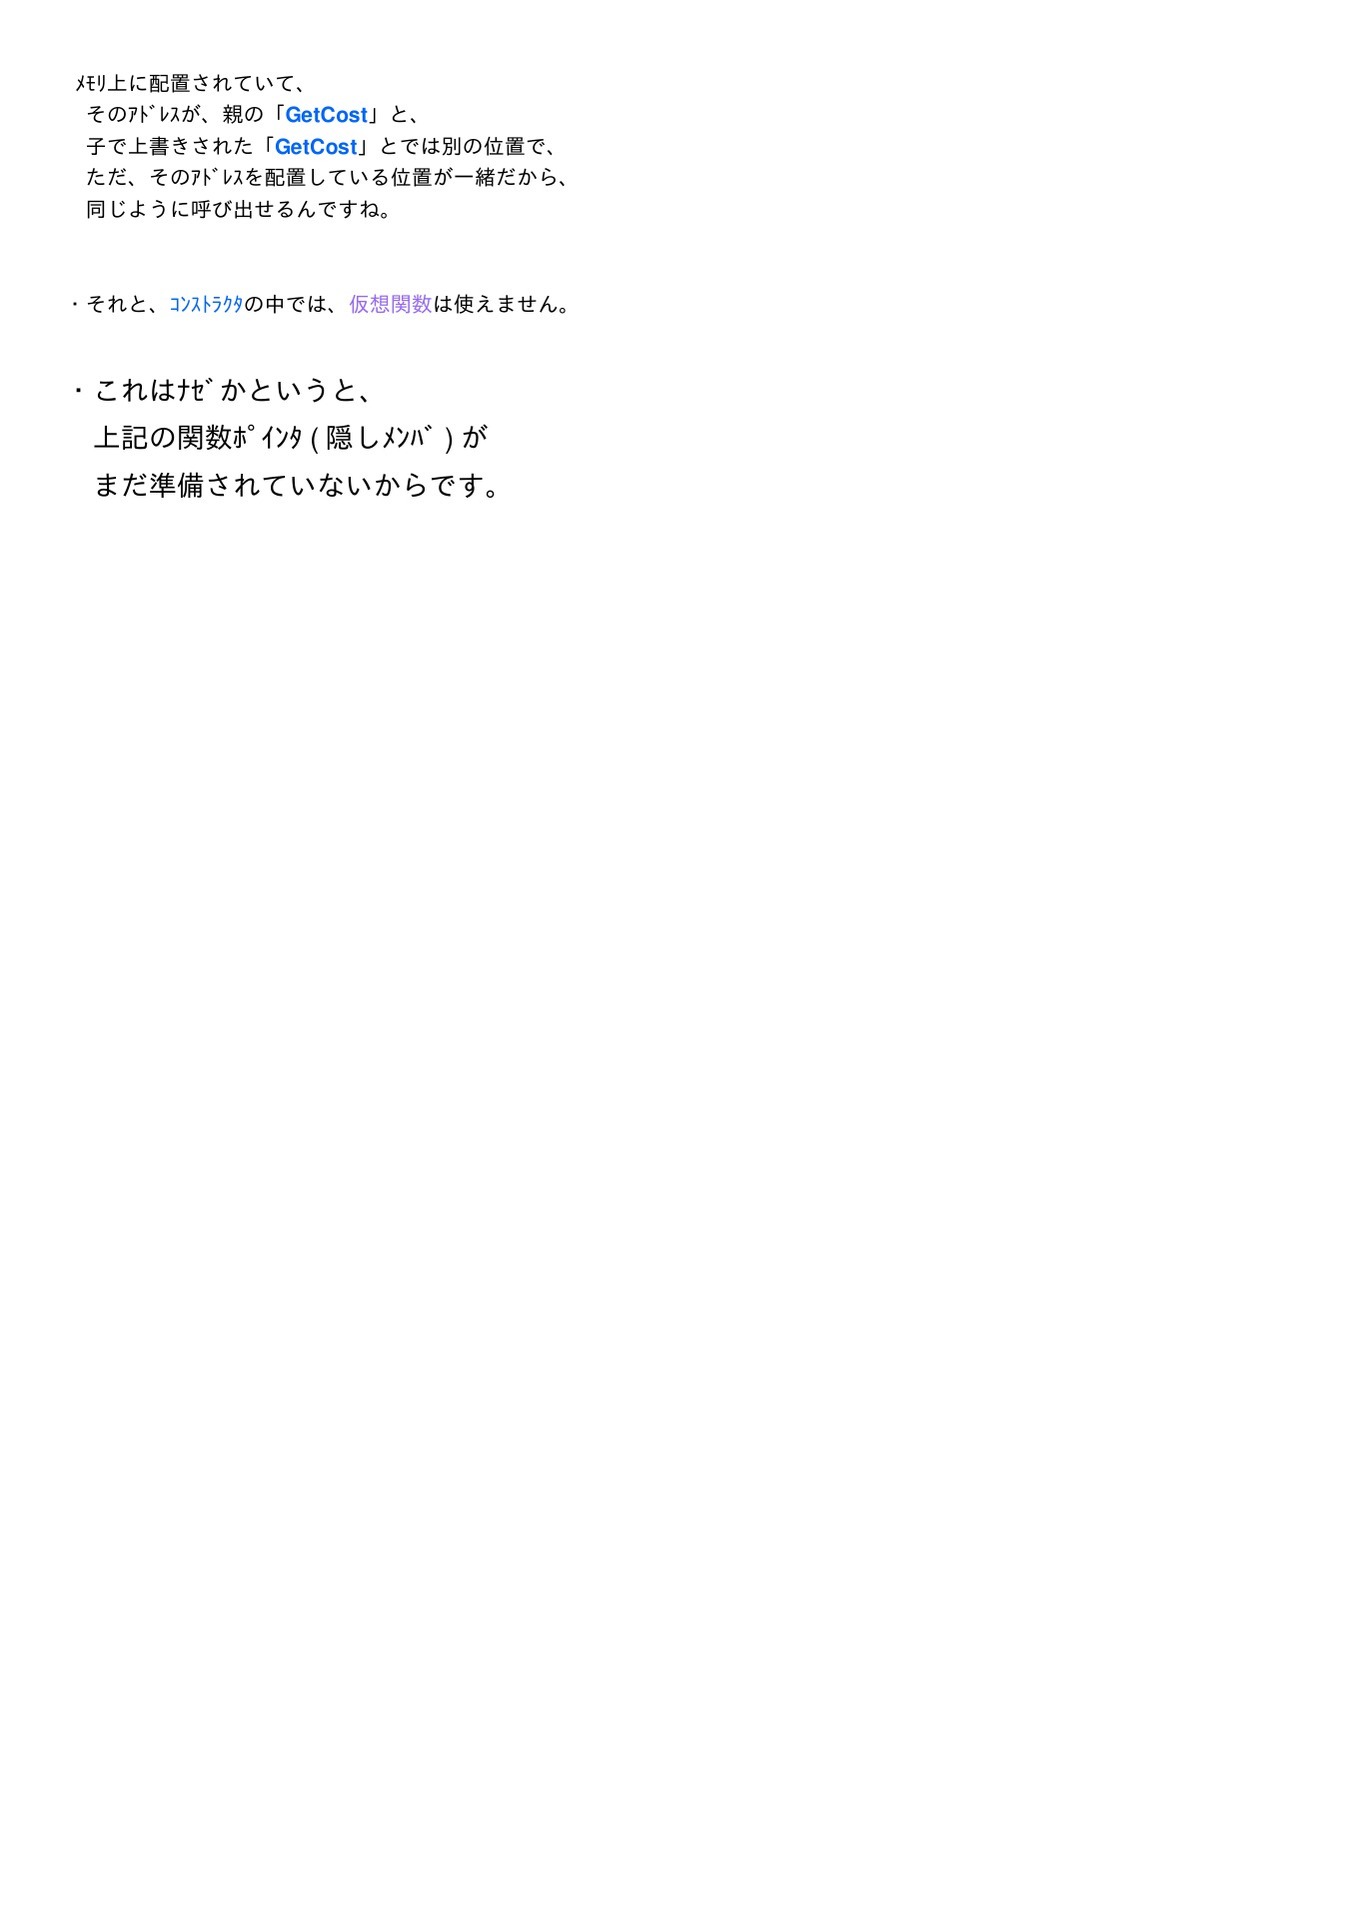 ﾒﾓﾘ上に配置されていて、
そのｱﾄﾞﾚｽが、親の「GetCost」と、
子で上書きされた「GetCost」とでは別の位置で、
ただ、そのｱﾄﾞﾚｽを配置している位置が一緒だから、
同じように呼び出せるんですね。
・それと、ｺﾝｽﾄﾗｸﾀの中では、仮想関数は使えません。
・これはﾅｾﾞかというと、
上記の関数ﾎﾟｲﾝﾀ ( 隠しﾒﾝﾊﾞ ) が
まだ準備されていないからです。